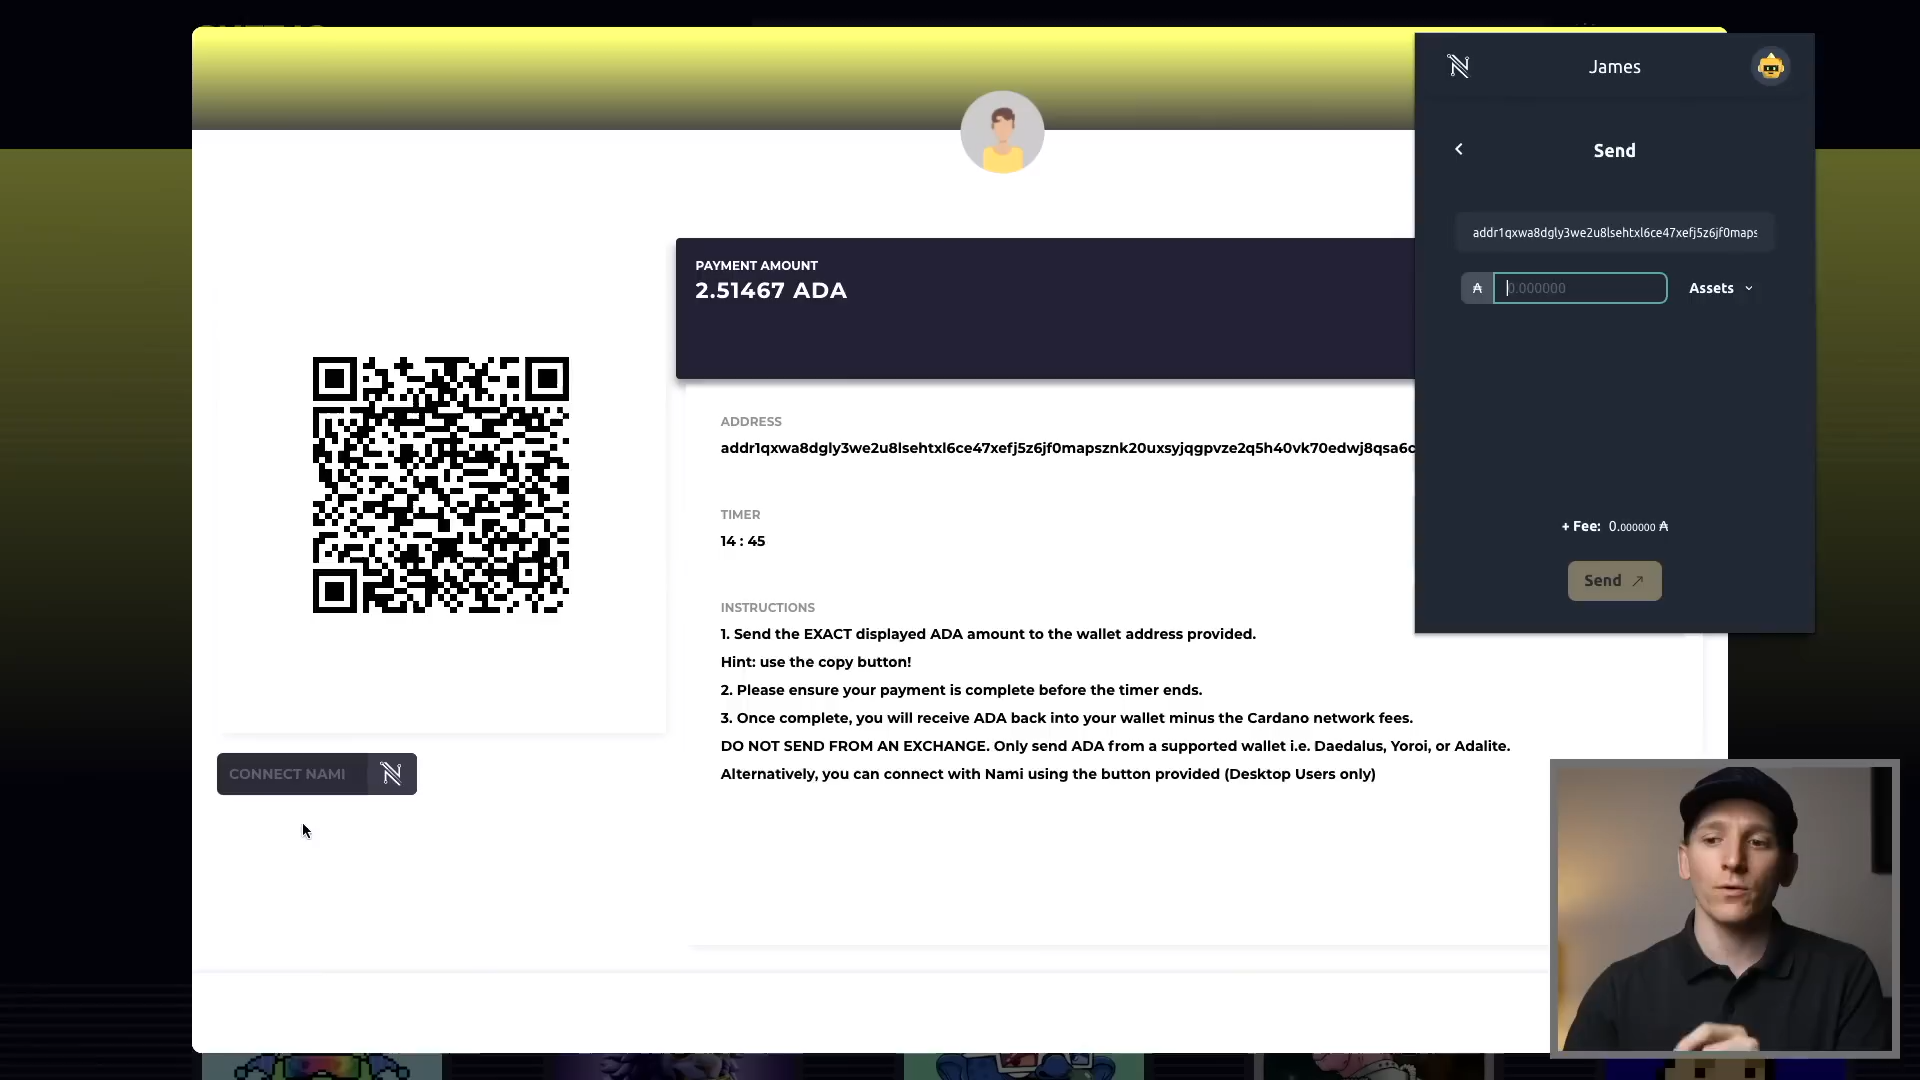 PAYMENT AMOUNT
2.51467 ADA
ADDRESS
addr1qxwa8dgly3we2u8lsehtxl6ce47xefj5z6jf0mapsznk20uxsyjqgpvze2q5h40vk70edwj8qsa6c
TIMER
14 : 45
INSTRUCTIONS
1. Send the EXACT displayed ADA amount to the wallet address provided.
Hint: use the copy button!
2. Please ensure your payment is complete before the timer ends.
3. Once complete, you will receive ADA back into your wallet minus the Cardano network fees.
DO NOT SEND FROM AN EXCHANGE. Only send ADA from a supported wallet i.e. Daedalus, Yoroi, or Adalite.
Alternatively, you can connect with Nami using the button provided (Desktop Users only)
CONNECT NAMI
James
Send
addr1qxwa8dgly3we2u8lsehtxl6ce47xefj5z6jf0maps
₳ 0.000000 Assets
+ Fee: 0.000000 ₳
Send